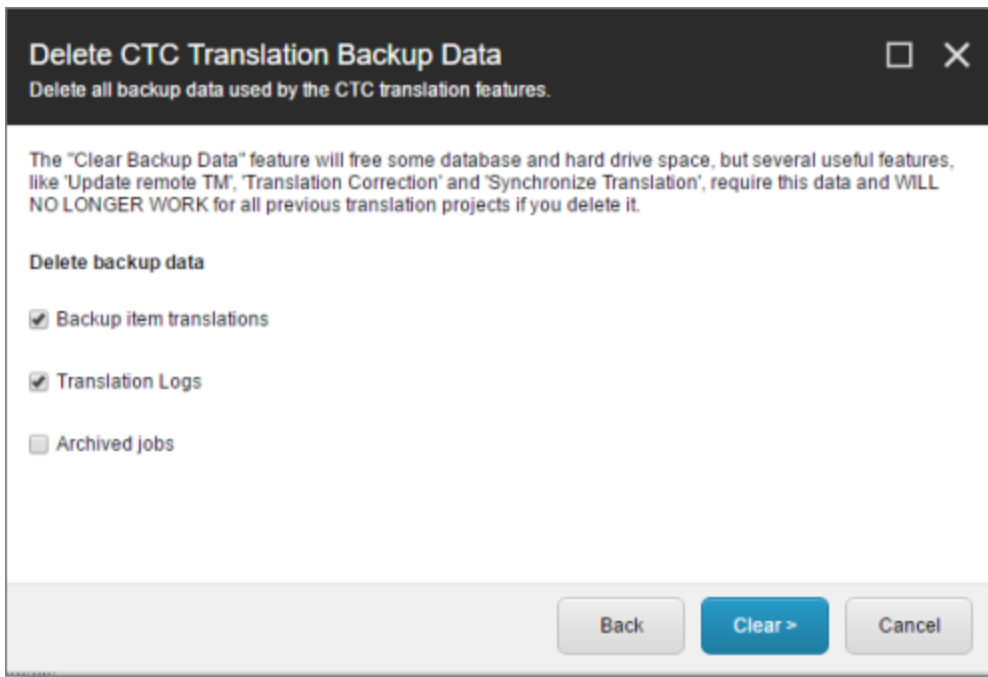 Delete CTC Translation Backup Data
Delete all backup data used by the CTC translation features.
The "Clear Backup Data" feature will free some database and hard drive space, but several useful features,
like 'Update remote TM', 'Translation Correction' and 'Synchronize Translation', require this data and WILL
NO LONGER WORK for all previous translation projects if you delete it.
Delete backup data
Backup item translations
Translation Logs
Archived jobs
Back
Clear >
Cancel